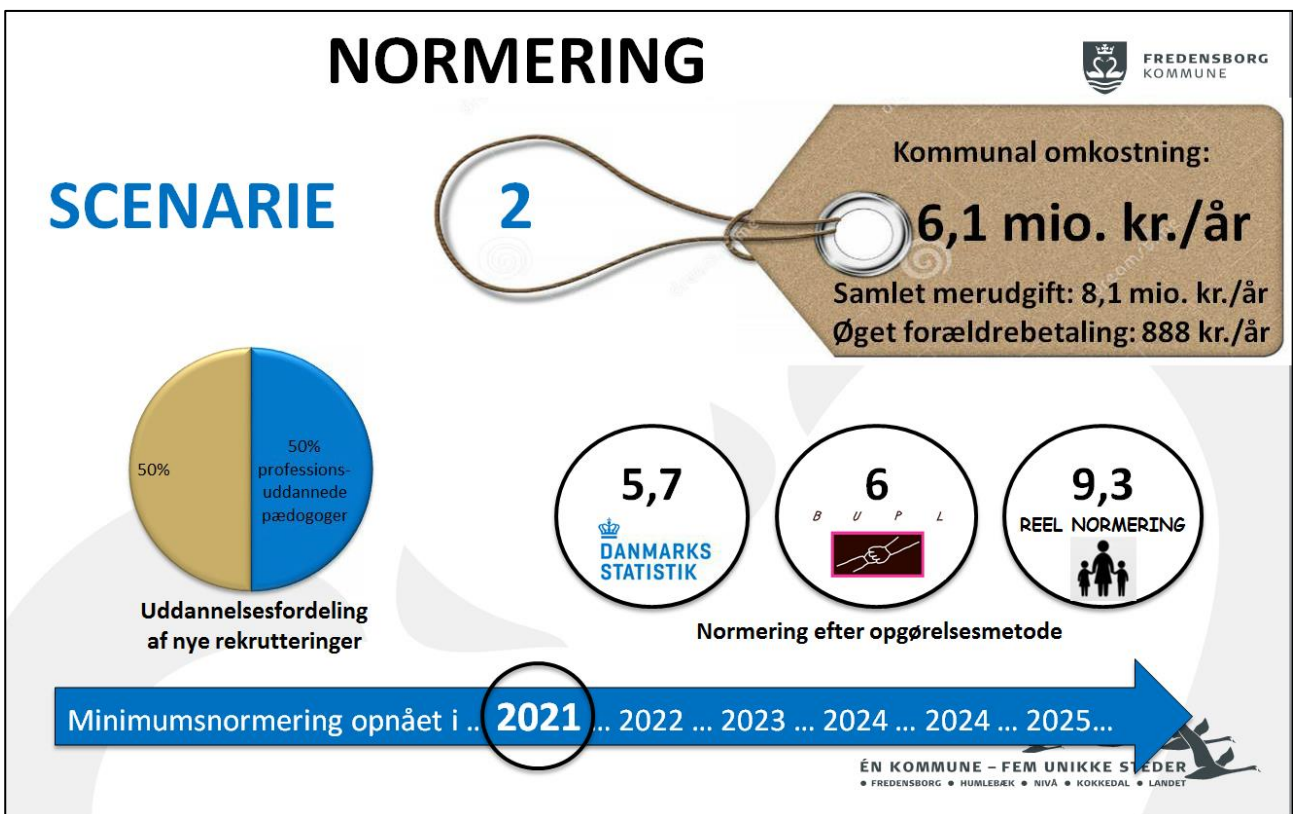 NORMERING
FREDENSBORG
KOMMUNE
SCENARIE 2
Kommunal omkostning:
6,1 mio. kr./år
Samlet merudgift: 8,1 mio. kr./år
Øget forældrebetaling: 888 kr./år
50%
50%
professions-
uddannede
pædogoger
Uddannelsesfordeling
af nye rekrutteringer
5,7
DANMARKS
STATISTIK
6
B U P L
9,3
REEL NORMERING
Normering efter opgørelsesmetode
Minimumsnormering opnået i .. 2021 ... 2022 ... 2023 ... 2024 ... 2024 ... 2025...
ÉN KOMMUNE – FEM UNIKKE STEDER
• FREDENSBORG • HUMLEBÆK • NIVÅ • KOKKEDAL • LANDET